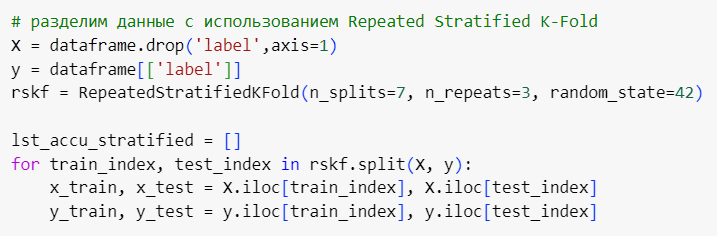 # разделим данные с использованием Repeated Stratified K-Fold
X = dataframe.drop('label',axis=1)
y = dataframe[['label']]
rskf = RepeatedStratifiedKFold(n_splits=7, n_repeats=3, random_state=42)
lst_accu_stratified = []
for train_index, test_index in rskf.split(X, y):
    x_train, x_test = X.iloc[train_index], X.iloc[test_index]
    y_train, y_test = y.iloc[train_index], y.iloc[test_index]